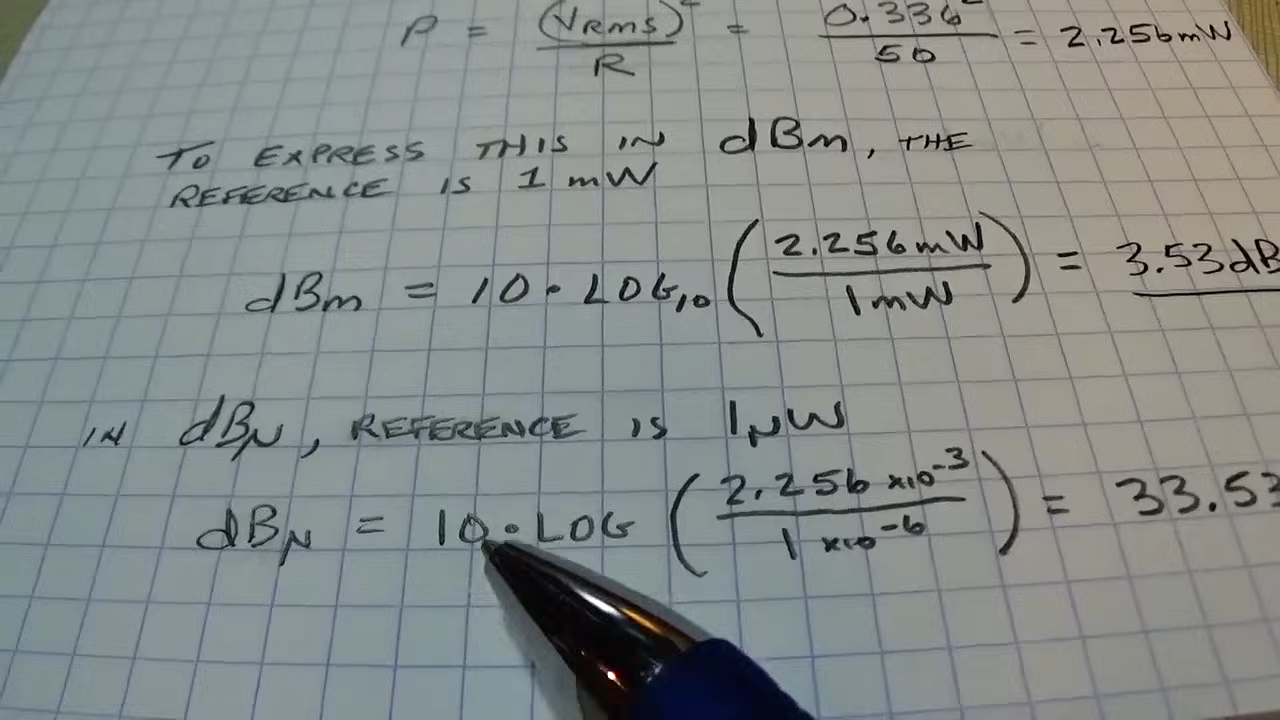 P = (VRMS)² / R = 0.336² / 50 = 2.256mW
TO EXPRESS THIS IN dBm, THE
REFERENCE IS 1 mW
dBm = 10 · LOG₁₀ (2.256mW / 1mW) = 3.53dB
IN dBμ, REFERENCE IS 1μW
dBμ = 10 · LOG (2.256 x10⁻³ / 1 x10⁻⁶) = 33.53